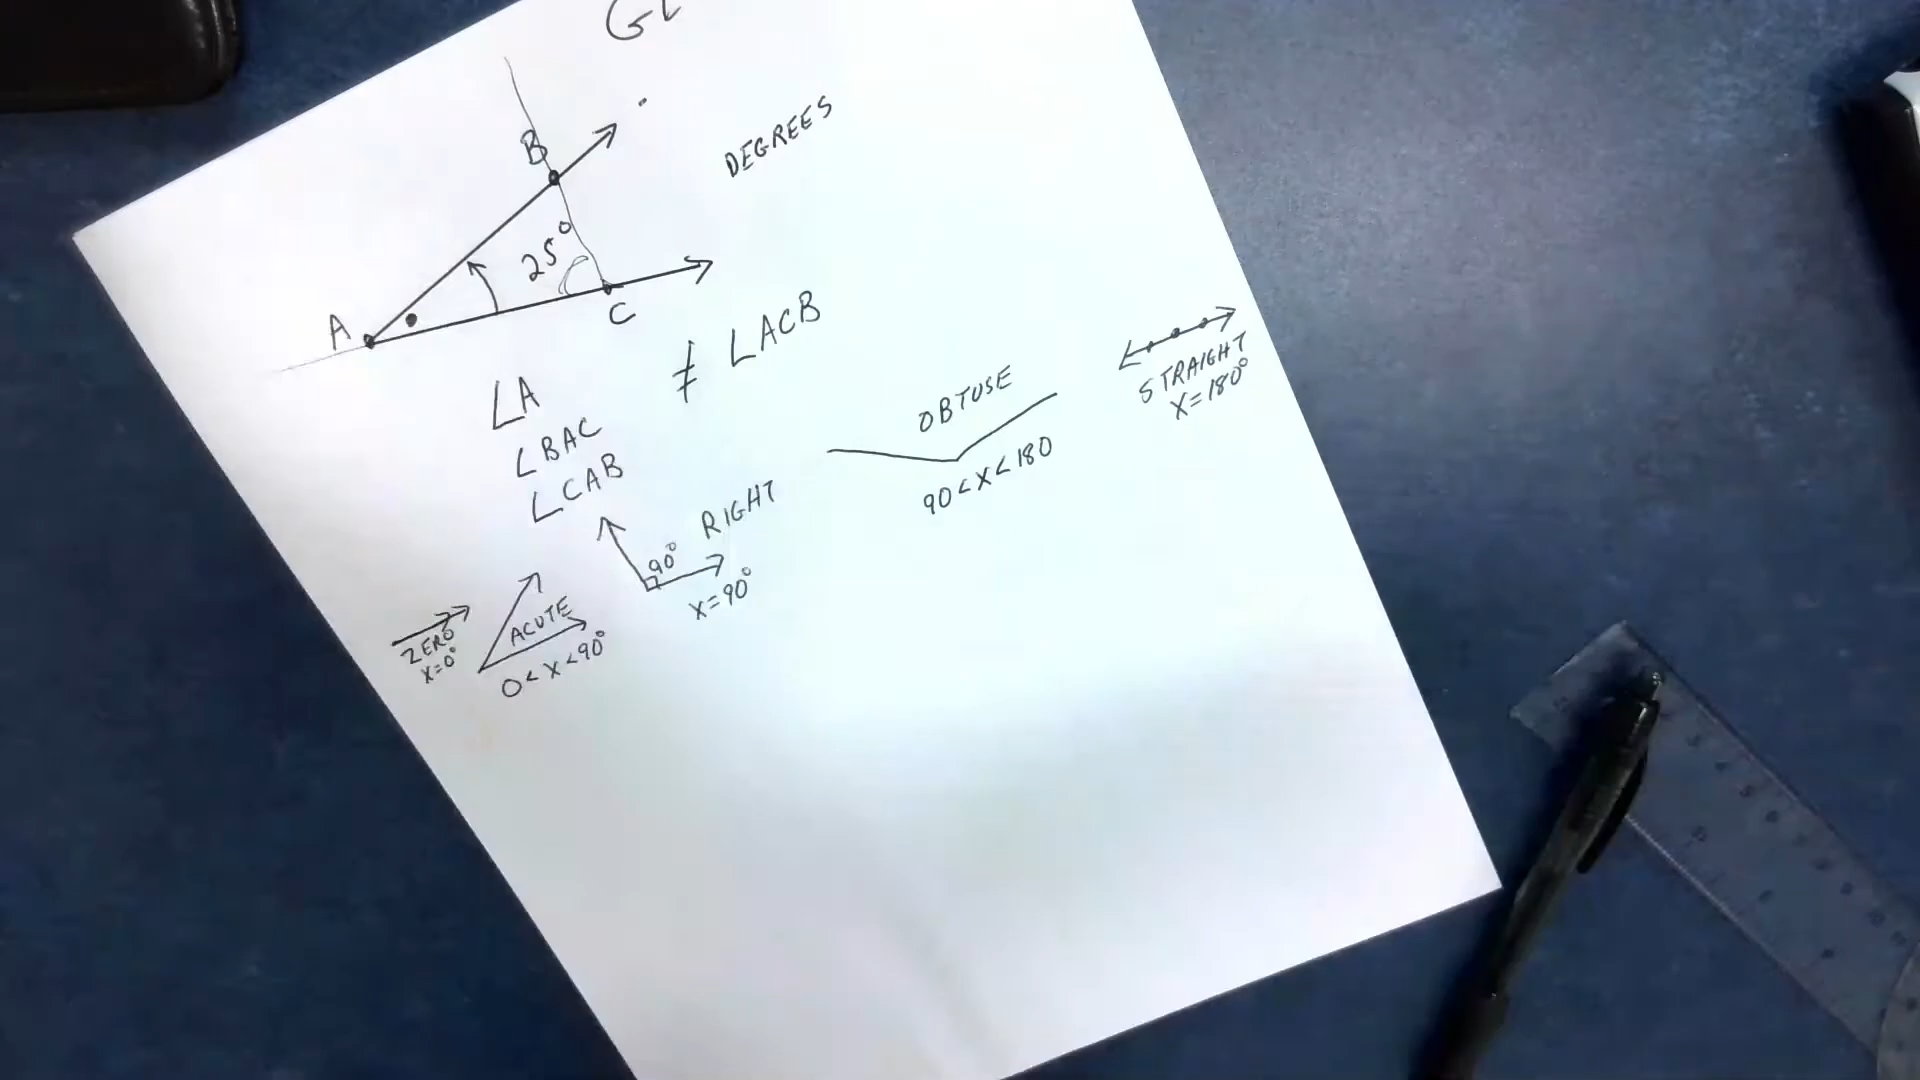 B
DEGREES
25°
A
C
∠A
≠ ∠ACB
∠BAC
∠CAB
ZERO
X=0°
ACUTE
0<X<90°
90°
RIGHT
X=90°
OBTUSE
90<X<180
STRAIGHT
X=180°